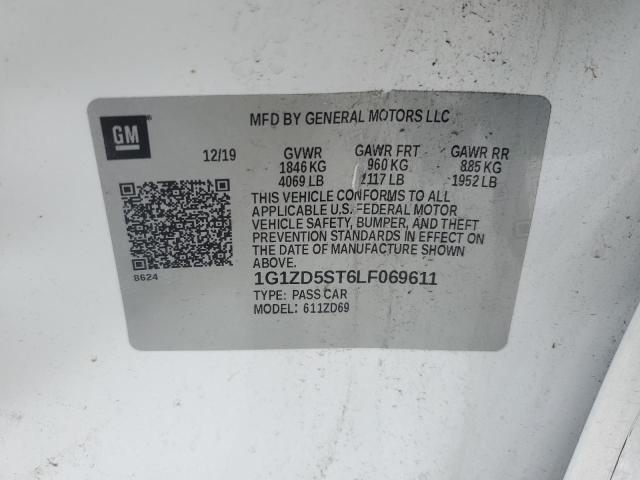 GM
MFD BY GENERAL MOTORS LLC
12/19 GVWR GAWR FRT GAWR RR
1846 KG 960 KG 885 KG
4069 LB 2117 LB 1952 LB
THIS VEHICLE CONFORMS TO ALL
APPLICABLE U.S. FEDERAL MOTOR
VEHICLE SAFETY, BUMPER, AND THEFT
PREVENTION STANDARDS IN EFFECT ON
THE DATE OF MANUFACTURE SHOWN
ABOVE.
8624
1G1ZD5ST6LF069611
TYPE: PASS CAR
MODEL: 611ZD69